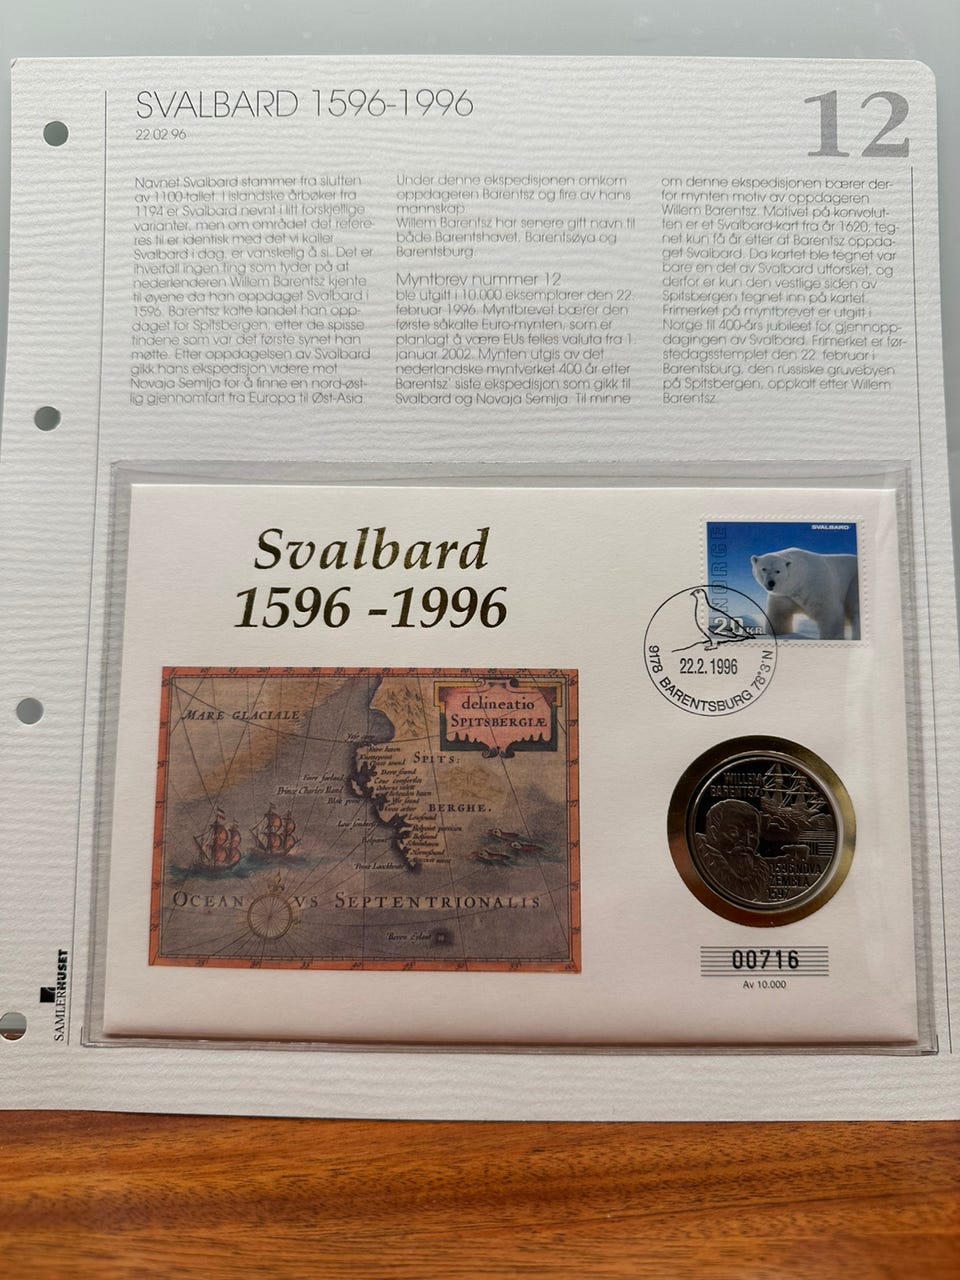 SVALBARD 1596-1996
22.02.96
12
Navnet Svalbard stammer fra slutten
av 1100-tallet. I islandske årbøker fra
1194 er Svalbard nevnt i litt forskjellige
varianter, men om området det refere-
res til er identisk med det vi kaller
Svalbard i dag, er vanskelig å si. Det er
ihvertfall ingen ting som tyder på at
nederlenderen Willem Barentsz kjente
til øyene da han oppdaget Svalbard i
1596. Barentsz kalte landet han opp-
daget for Spitsbergen, etter de spisse
tindene som var det første synet han
møtte. Etter oppdagelsen av Svalbard
gikk hans ekspedisjon videre mot
Novaja Semlja for å finne en nord-øst-
lig gjennomfart fra Europa til Øst-Asia.
Under denne ekspedisjonen omkom
oppdageren Barentsz og fire av hans
mannskap.
Willem Barentsz har senere gitt navn til
både Barentshavet, Barentsøya og
Barentsburg.
Myntbrev nummer 12
ble utgitt i 10.000 eksemplarer den 22.
februar 1996. Myntbrevet bærer den
første såkalte Euro-mynten, som er
planlagt å være EUs felles valuta fra 1.
januar 2002. Mynten utgis av det
nederlandske myntverket 400 år etter
Barentsz' siste ekspedisjon som gikk til
Svalbard og Novaja Semlja. Til minne
om denne ekspedisjonen bærer der-
for mynten motiv av oppdageren
Willem Barentsz. Motivet på konvolut-
ten er et Svalbard-kart fra år 1620, teg-
net kun få år etter at Barentsz oppda-
get Svalbard. Da kartet ble tegnet var
bare en del av Svalbard utforsket, og
derfor er kun den vestlige siden av
Spitsbergen tegnet inn på kartet.
Frimerket på myntbrevet er utgitt i
Norge til 400-års jubileet for gjennopp-
dagingen av Svalbard. Frimerket er før-
stedagsstemplet den 22. februar i
Barentsburg, den russiske gruvebyen
på Spitsbergen, oppkalt etter Willem
Barentsz.
Svalbard
1596 -1996
SVALBARD
NORGE
20 KR
22.2.1996
9178 BARENTSBURG 78°3'N
delineatio
SPITSBERGIÆ
MARE GLACIALE
SPITS:
BERGHE.
Prince Charles Iland
OCEANVS SEPTENTRIONALIS
Beeren Eylant
WILLEM
BARENTSZ
1596 NOVA
ZEMBLA
1597
00716
Av 10.000
SAMLERHUSET